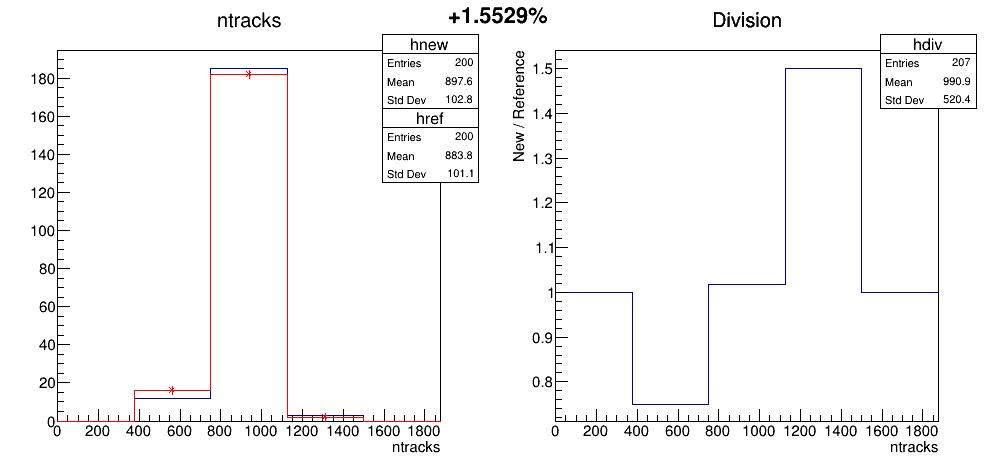 +1.5529%
ntracks
hnew
Entries 200
Mean 897.6
Std Dev 102.8
href
Entries 200
Mean 883.8
Std Dev 101.1
180
160
140
120
100
80
60
40
20
0
0 200 400 600 800 1000 1200 1400 1600 1800
ntracks
Division
hdiv
Entries 207
Mean 990.9
Std Dev 520.4
New / Reference
1.5
1.4
1.3
1.2
1.1
1
0.9
0.8
0 200 400 600 800 1000 1200 1400 1600 1800
ntracks